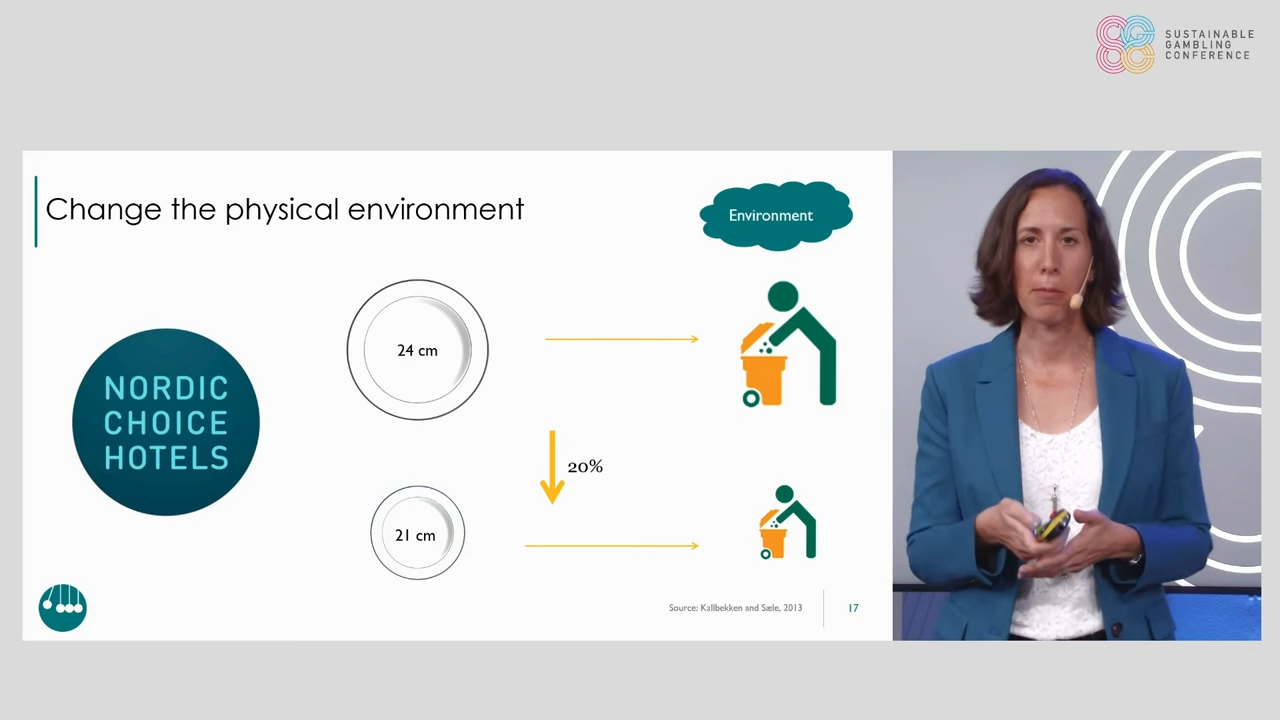 SUSTAINABLE
GAMBLING
CONFERENCE
Change the physical environment
Environment
24 cm
NORDIC
CHOICE
HOTELS
20%
21 cm
Source: Kallbekken and Sæle, 2013
17